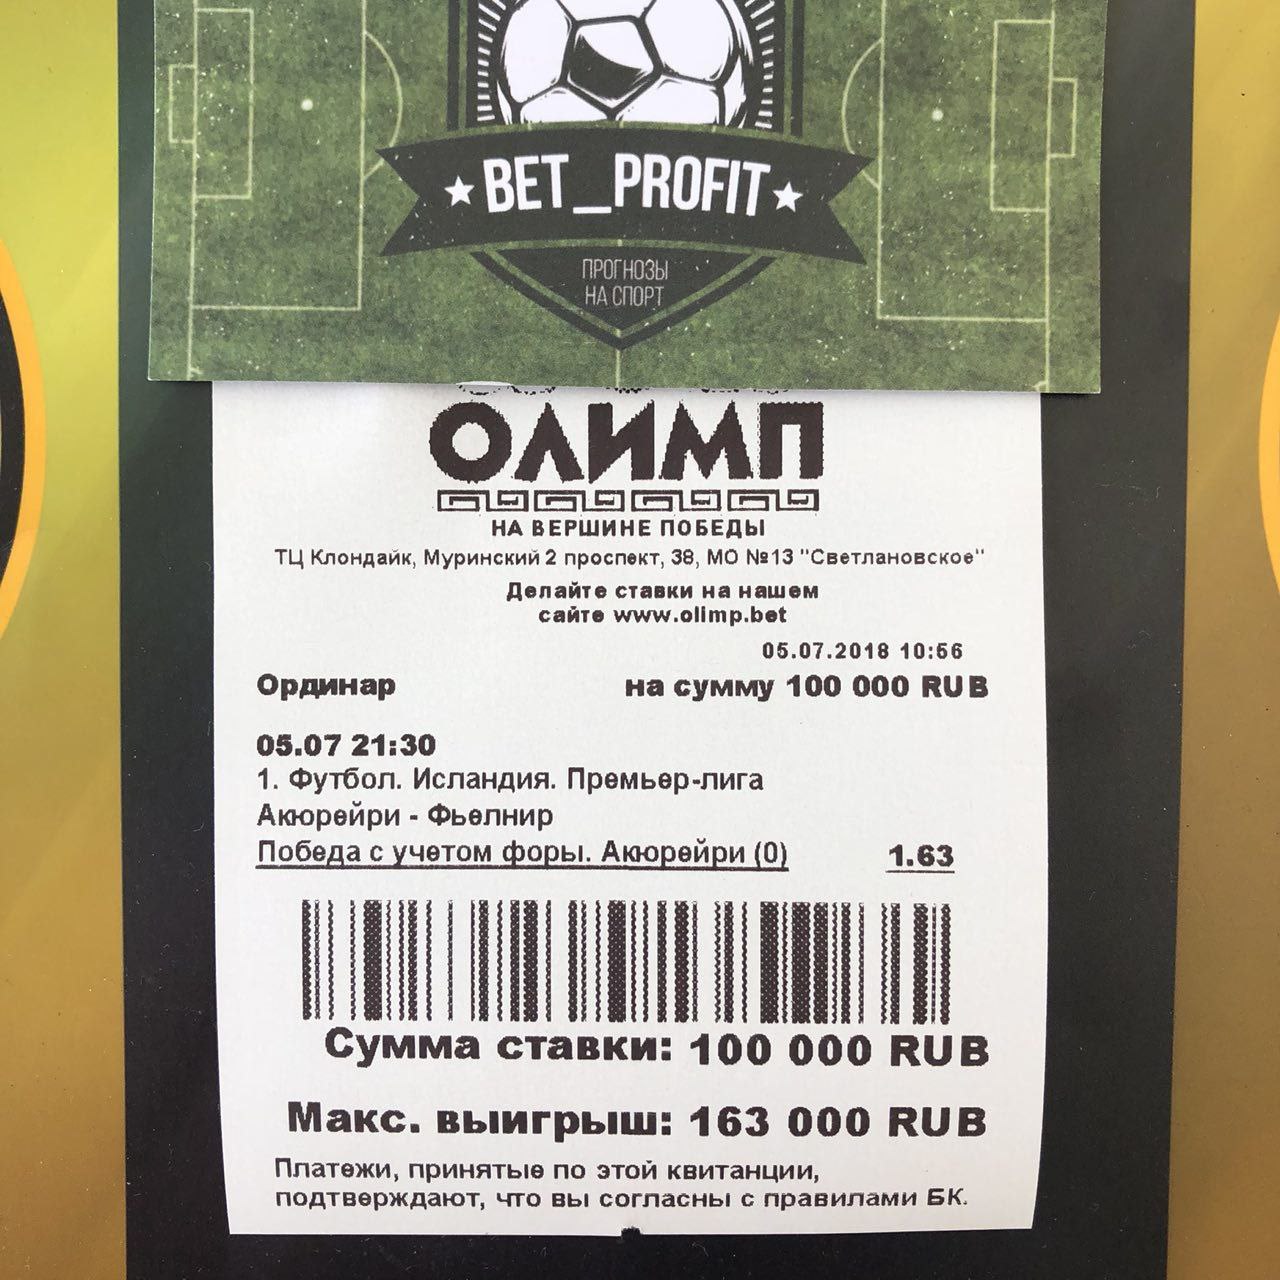 BET_PROFIT
ПРОГНОЗЫ
НА СПОРТ
ОЛИМП
НА ВЕРШИНЕ ПОБЕДЫ
ТЦ Клондайк, Муринский 2 проспект, 38, МО №13 "Светлановское"
Делайте ставки на нашем
сайте www.olimp.bet
05.07.2018 10:56
Ординар на сумму 100 000 RUB
05.07 21:30
1. Футбол. Исландия. Премьер-лига
Акюрейри - Фьелнир
Победа с учетом форы. Акюрейри (0) 1.63
Сумма ставки: 100 000 RUB
Макс. выигрыш: 163 000 RUB
Платежи, принятые по этой квитанции,
подтверждают, что вы согласны с правилами БК.